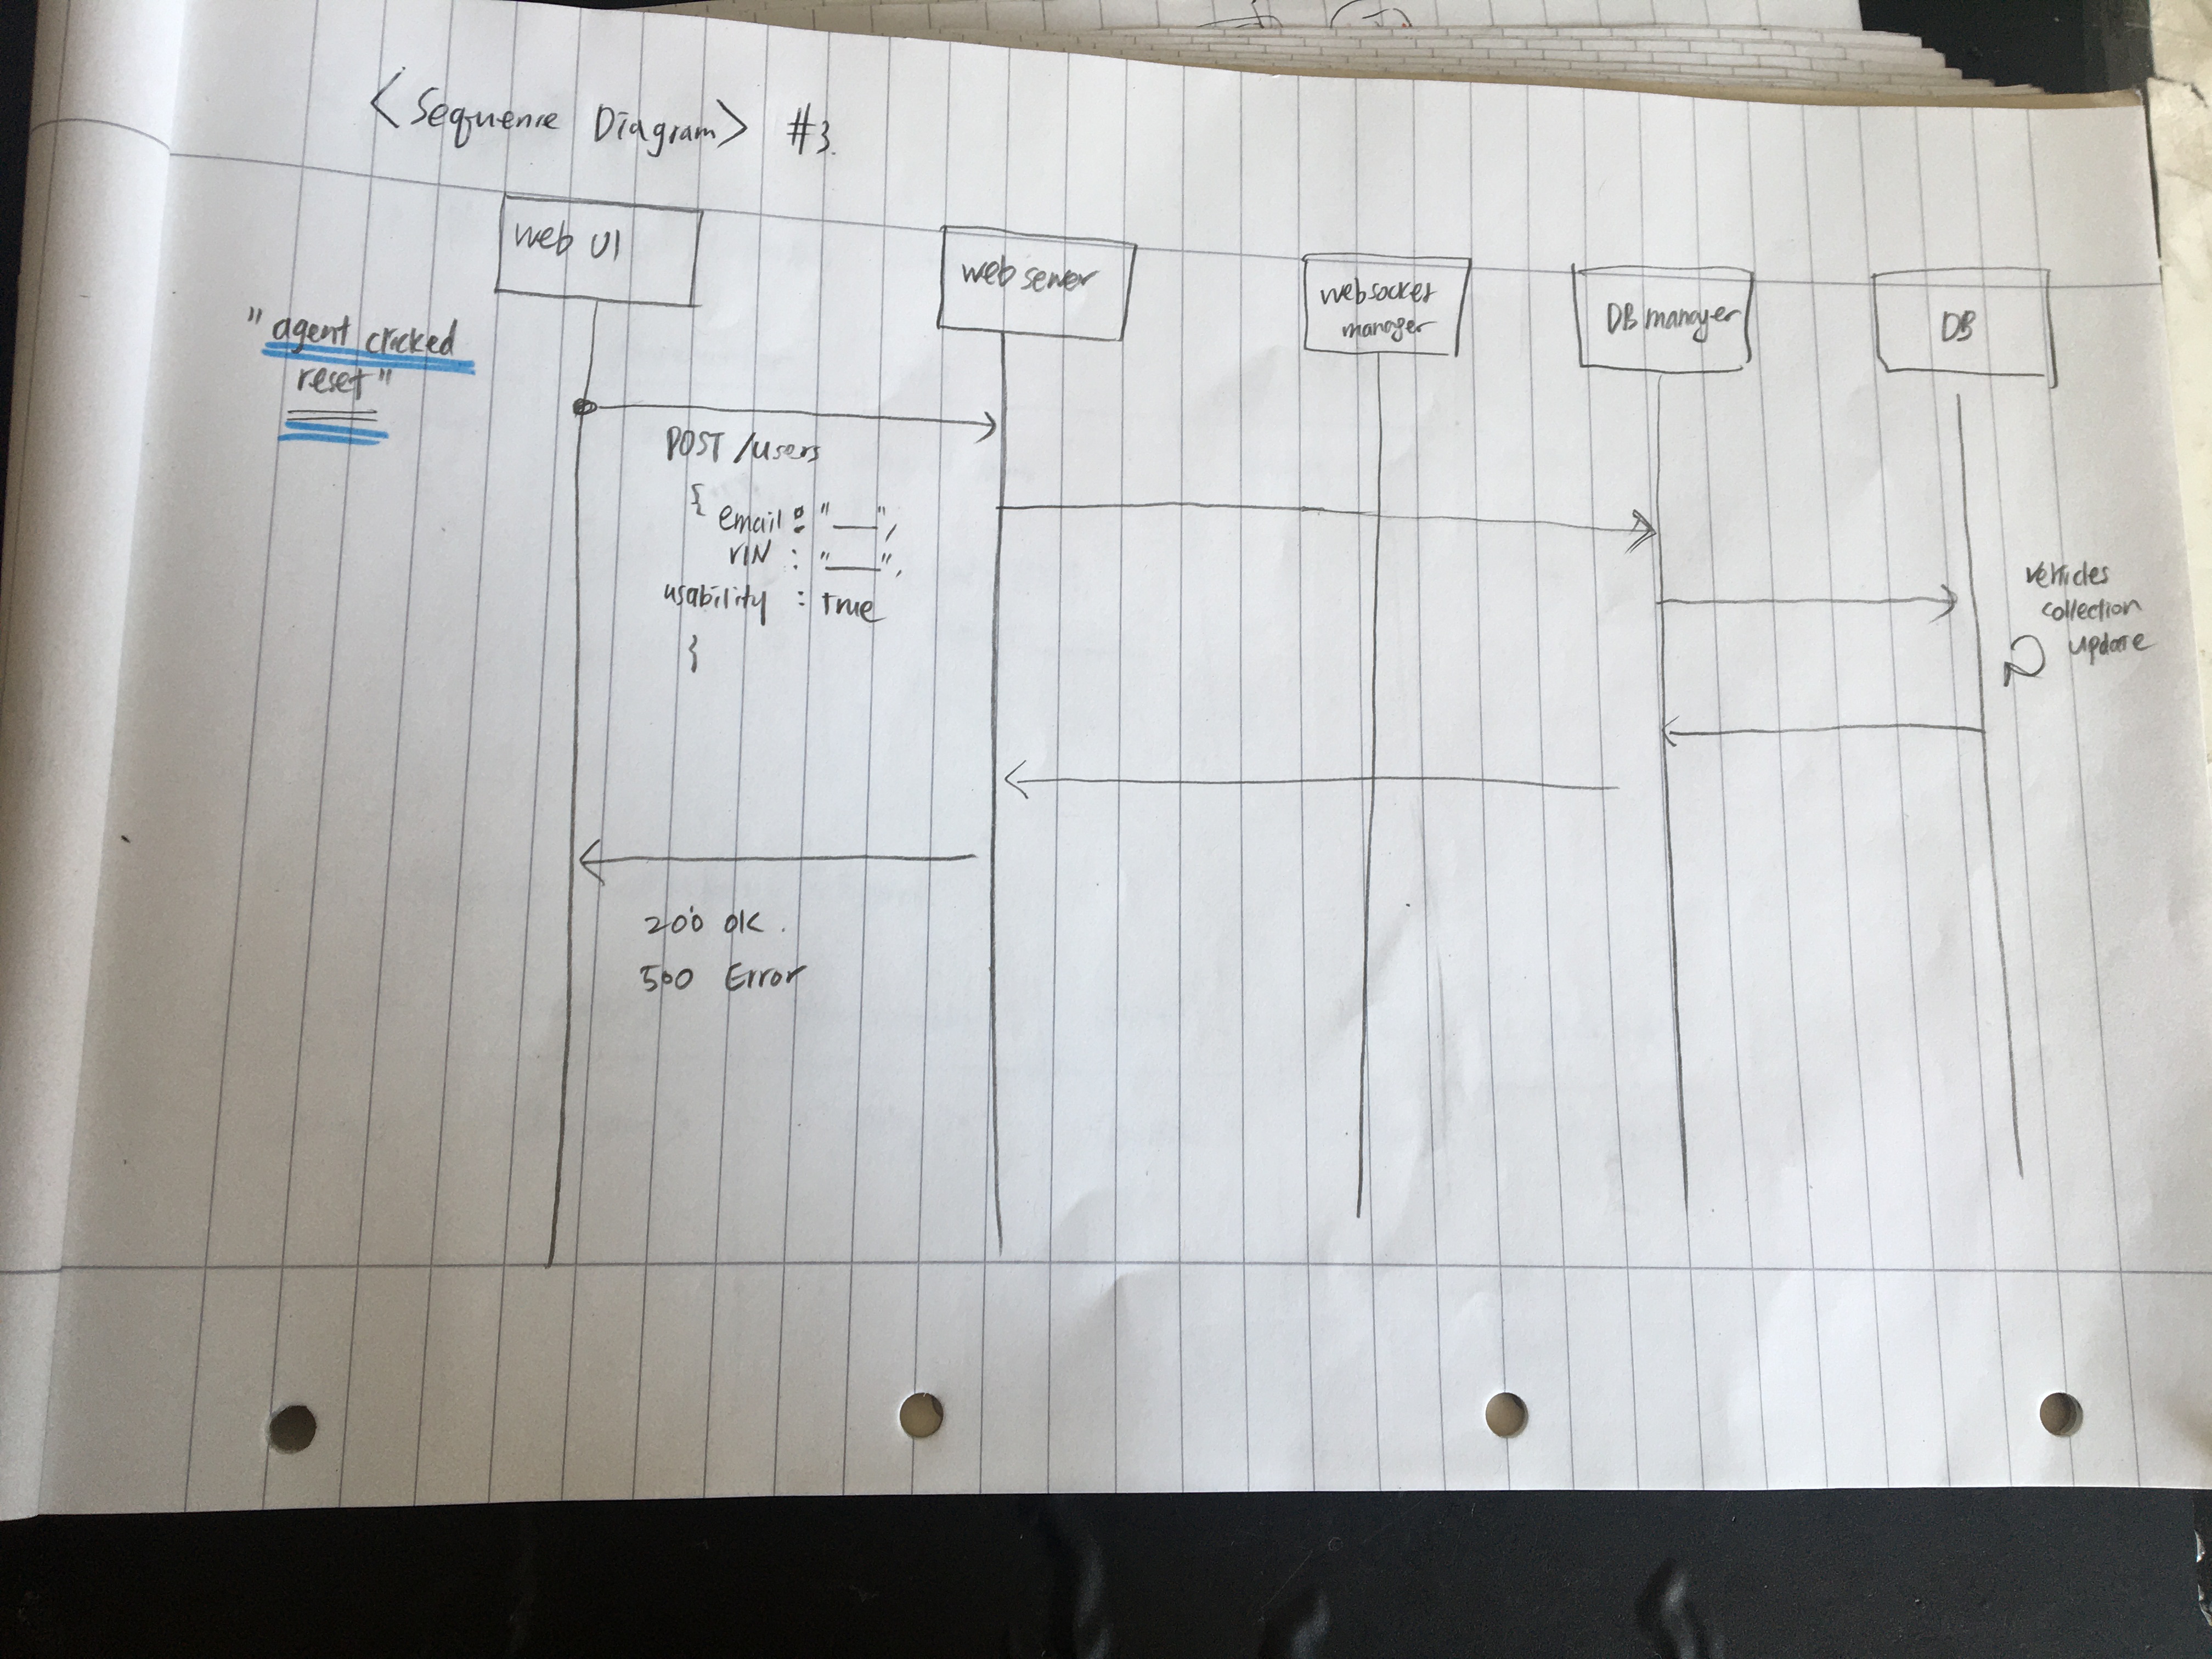 <Sequence Diagram> #3.
web UI
web server
websocket
manager
DB manager
DB
"agent clicked
reset"
POST /users
{
email : "___",
VIN : "___",
usability : true
}
vehicles
collection
update
200 OK.
500 Error